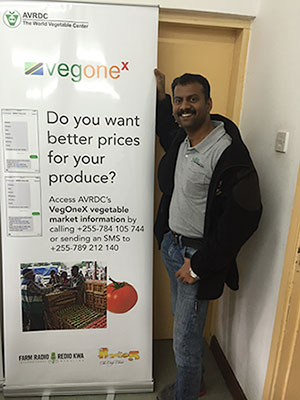 AVRDC
The World Vegetable Center
vegonex
Do you want
better prices
for your
produce?
Access AVRDC's
VegOneX vegetable
market information by
calling +255-784 105 744
or sending an SMS to
+255-789 212 140
FARM RADIO REDIO KWA